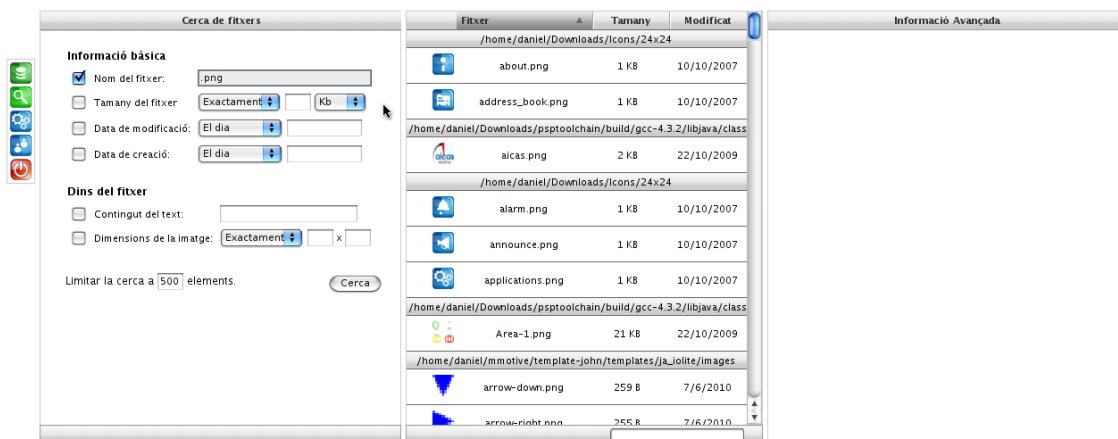 Cerca de fitxers
Informació bàsica
Nom del fitxer: .png
Tamany del fitxer Exactament Kb
Data de modificació: El dia
Data de creació: El dia
Dins del fitxer
Contingut del text:
Dimensions de la imatge: Exactament x
Limitar la cerca a 500 elements. Cerca
Fitxer Tamany Modificat
/home/daniel/Downloads/Icons/24x24
about.png 1 KB 10/10/2007
address_book.png 1 KB 10/10/2007
/home/daniel/Downloads/psptoolchain/build/gcc-4.3.2/libjava/class
aicas
aicas.png 2 KB 22/10/2009
/home/daniel/Downloads/Icons/24x24
alarm.png 1 KB 10/10/2007
announce.png 1 KB 10/10/2007
applications.png 1 KB 10/10/2007
/home/daniel/Downloads/psptoolchain/build/gcc-4.3.2/libjava/class
Area-1.png 21 KB 22/10/2009
/home/daniel/mmotive/template-john/templates/ja_iolite/images
arrow-down.png 259 B 7/6/2010
arrow-right.png 255 B 7/6/2010
Informació Avançada